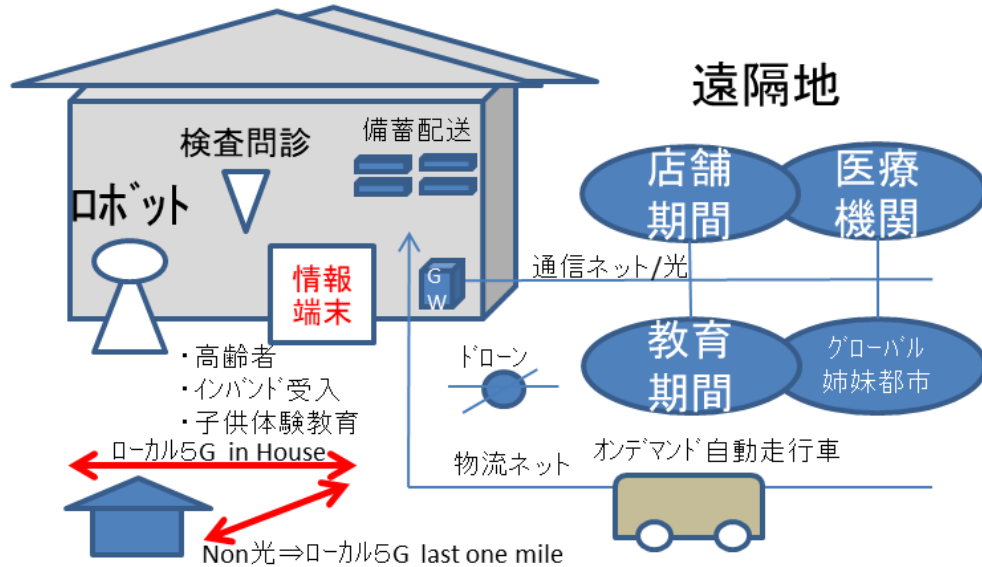 遠隔地
備蓄配送
検査問診
ロボット
店舗
期間
医療
機関
情報
端末
GW
通信ネット/光
・高齢者
・インバンド受入
・子供体験教育
ドローン
教育
期間
グローバル
姉妹都市
ローカル5G in House
物流ネット
オンデマンド自動走行車
Non光⇒ローカル5G last one mile